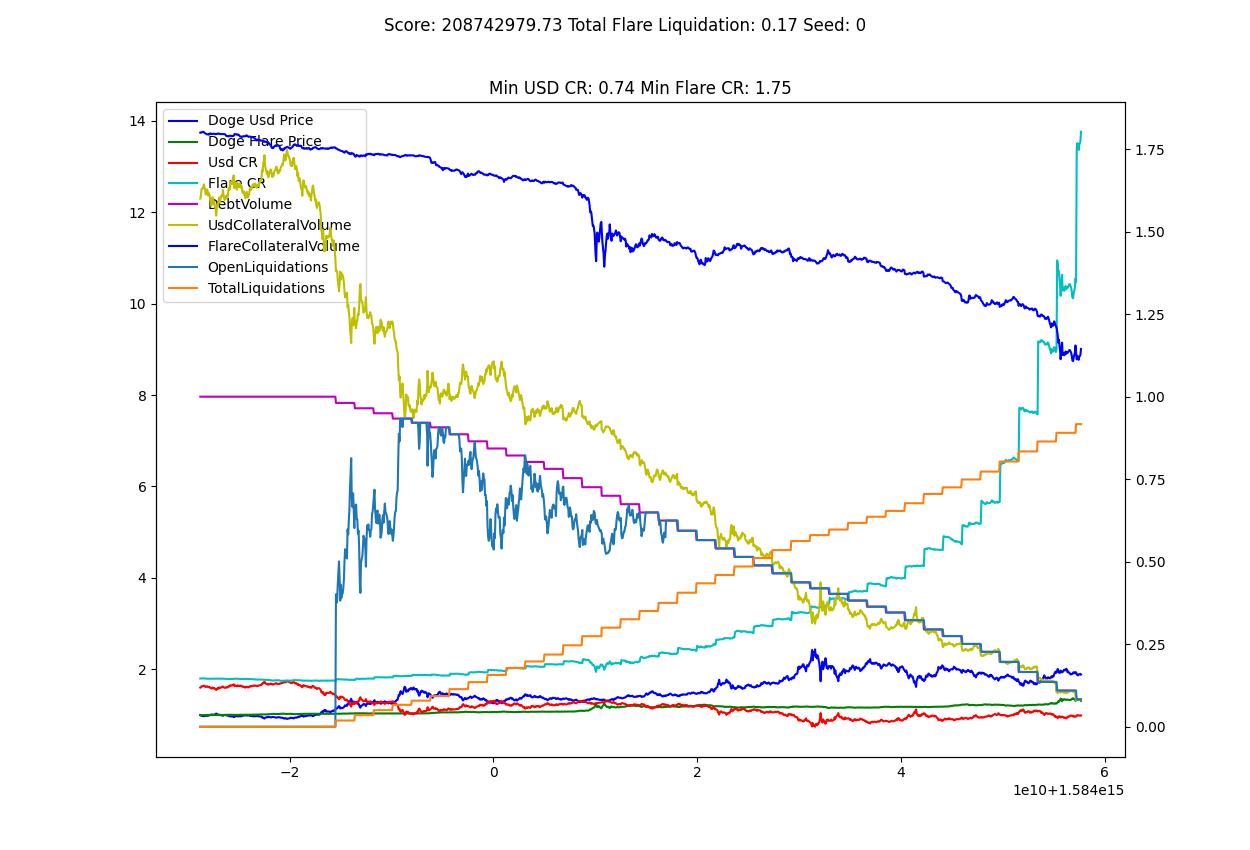 Score: 208742979.73 Total Flare Liquidation: 0.17 Seed: 0
Min USD CR: 0.74 Min Flare CR: 1.75
Doge Usd Price
Doge Flare Price
Usd CR
Flare CR
DebtVolume
UsdCollateralVolume
FlareCollateralVolume
OpenLiquidations
TotalLiquidations
14
12
10
8
6
4
2
1.75
1.50
1.25
1.00
0.75
0.50
0.25
0.00
−2
0
2
4
6
1e10+1.584e15